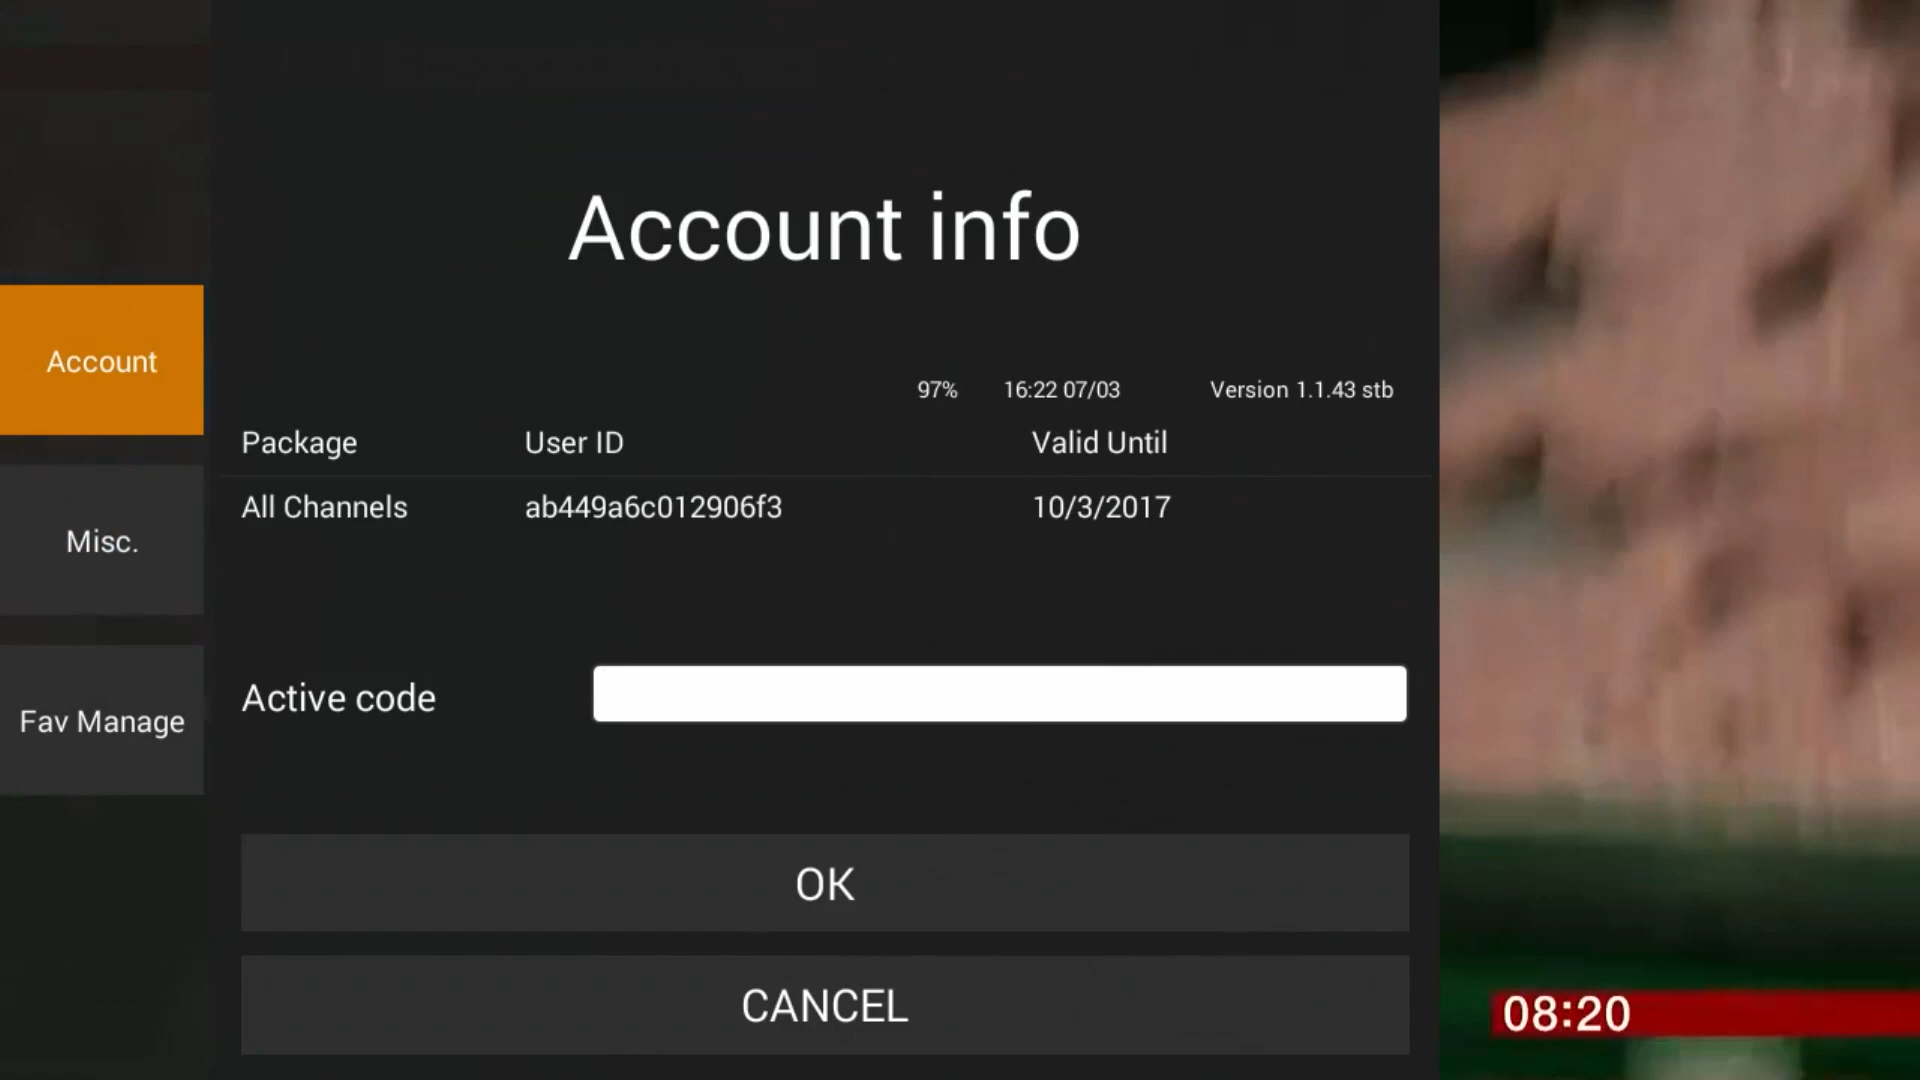 Account info
97% 16:22 07/03 Version 1.1.43 stb
Package User ID Valid Until
All Channels ab449a6c012906f3 10/3/2017
Account
Misc.
Fav Manage
Active code
OK
CANCEL
08:20